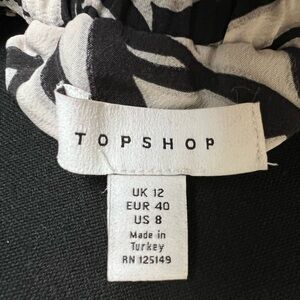 TOPSHOP
UK 12
EUR 40
US 8
Made in
Turkey
RN 125149